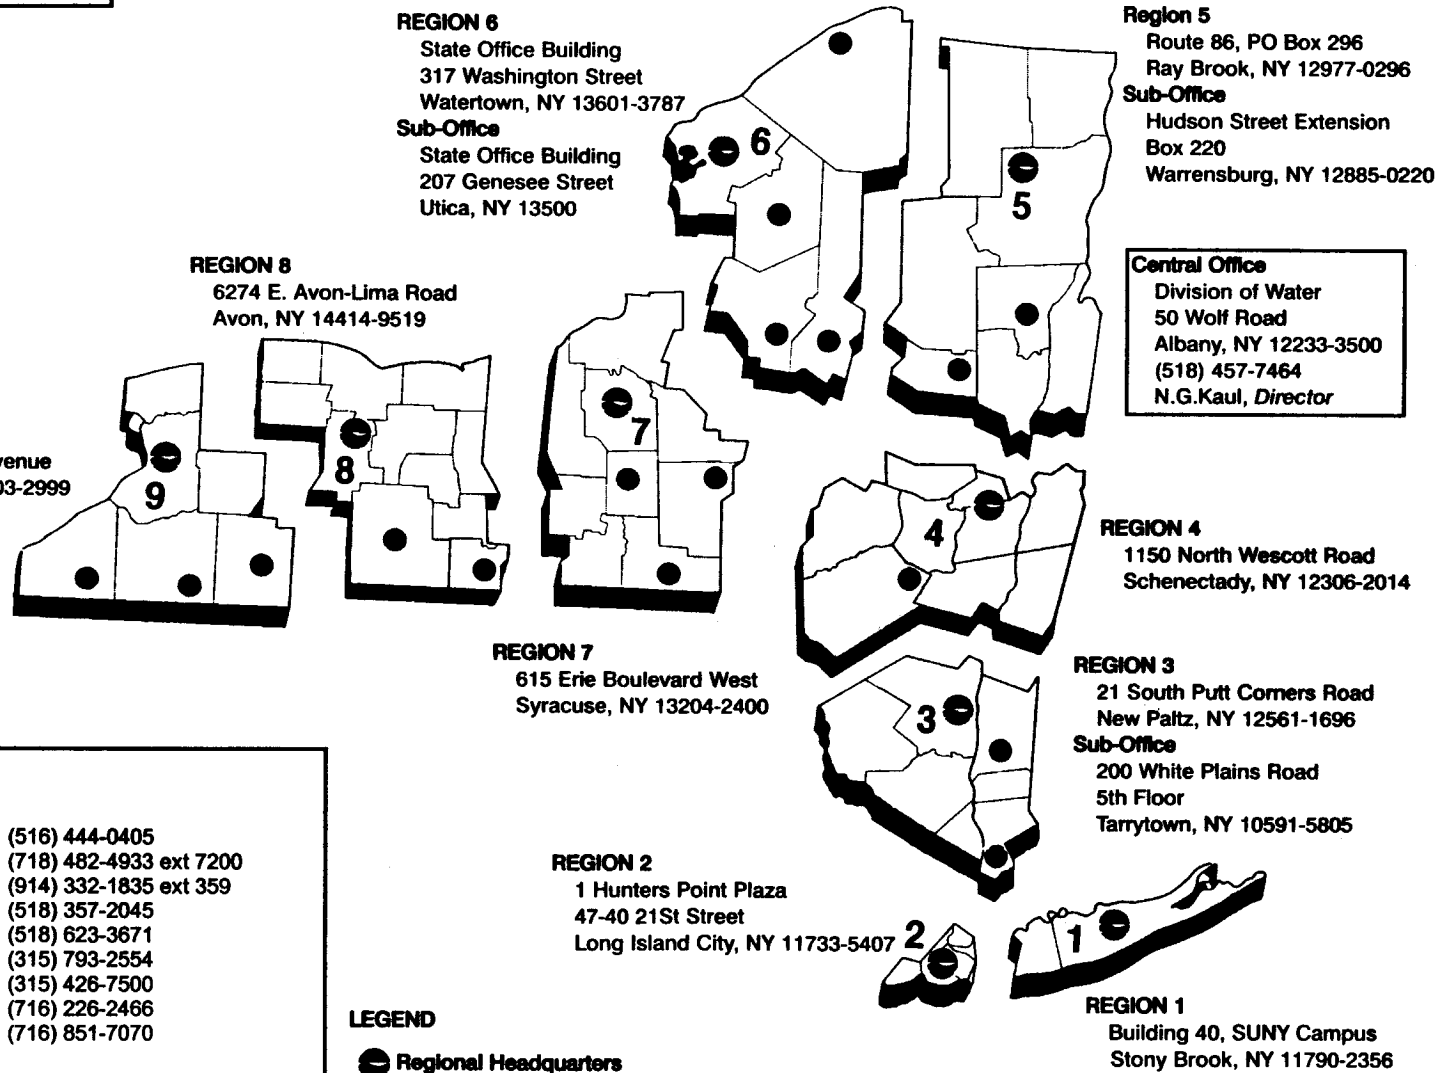 REGION 6
State Office Building
317 Washington Street
Watertown, NY 13601-3787
Sub-Office
State Office Building
207 Genesee Street
Utica, NY 13500
Region 5
Route 86, PO Box 296
Ray Brook, NY 12977-0296
Sub-Office
Hudson Street Extension
Box 220
Warrensburg, NY 12885-0220
6
5
REGION 8
6274 E. Avon-Lima Road
Avon, NY 14414-9519
Central Office
Division of Water
50 Wolf Road
Albany, NY 12233-3500
(518) 457-7464
N.G.Kaul, Director
venue
03-2999
9
8
7
4
REGION 4
1150 North Wescott Road
Schenectady, NY 12306-2014
REGION 7
615 Erie Boulevard West
Syracuse, NY 13204-2400
3
REGION 3
21 South Putt Corners Road
New Paltz, NY 12561-1696
Sub-Office
200 White Plains Road
5th Floor
Tarrytown, NY 10591-5805
(516) 444-0405
(718) 482-4933 ext 7200
(914) 332-1835 ext 359
(518) 357-2045
(518) 623-3671
(315) 793-2554
(315) 426-7500
(716) 226-2466
(716) 851-7070
REGION 2
1 Hunters Point Plaza
47-40 21St Street
Long Island City, NY 11733-5407
2
1
REGION 1
Building 40, SUNY Campus
Stony Brook, NY 11790-2356
LEGEND
Regional Headquarters